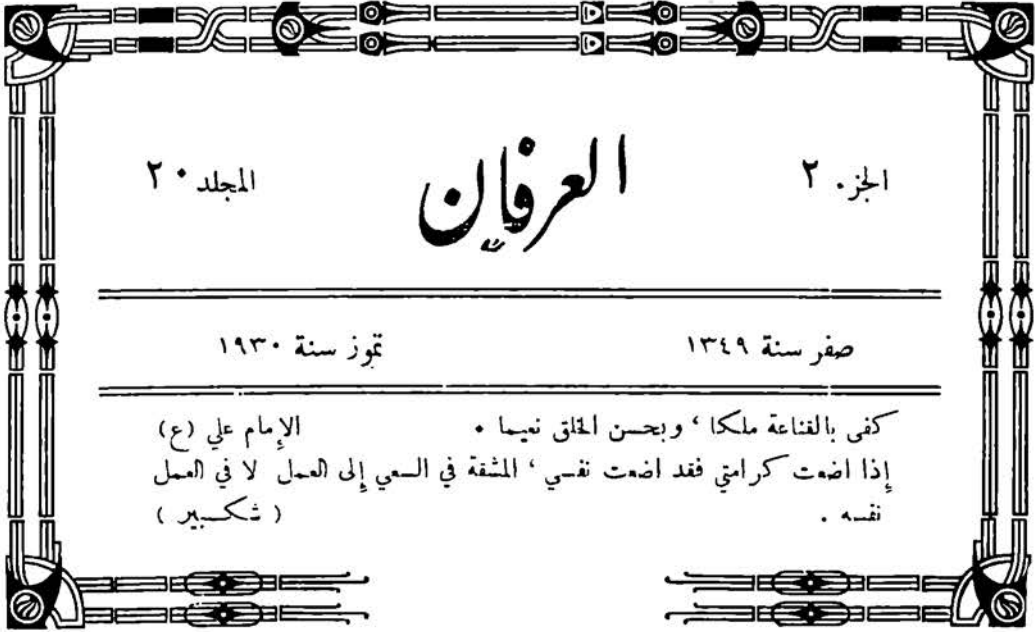 الجزء ٢
العرفان
المجلد ٢٠
صفر سنة ١٣٤٩
تموز سنة ١٩٣٠
كفى بالقناعة ملكا ، وبحسن الخلق نعيما . الإمام علي (ع)
إذا اضعت كرامتي فقد اضعت نفسي ، المشقة في السعي إلى العمل لا في العمل
نفسه . ( شكسبير )